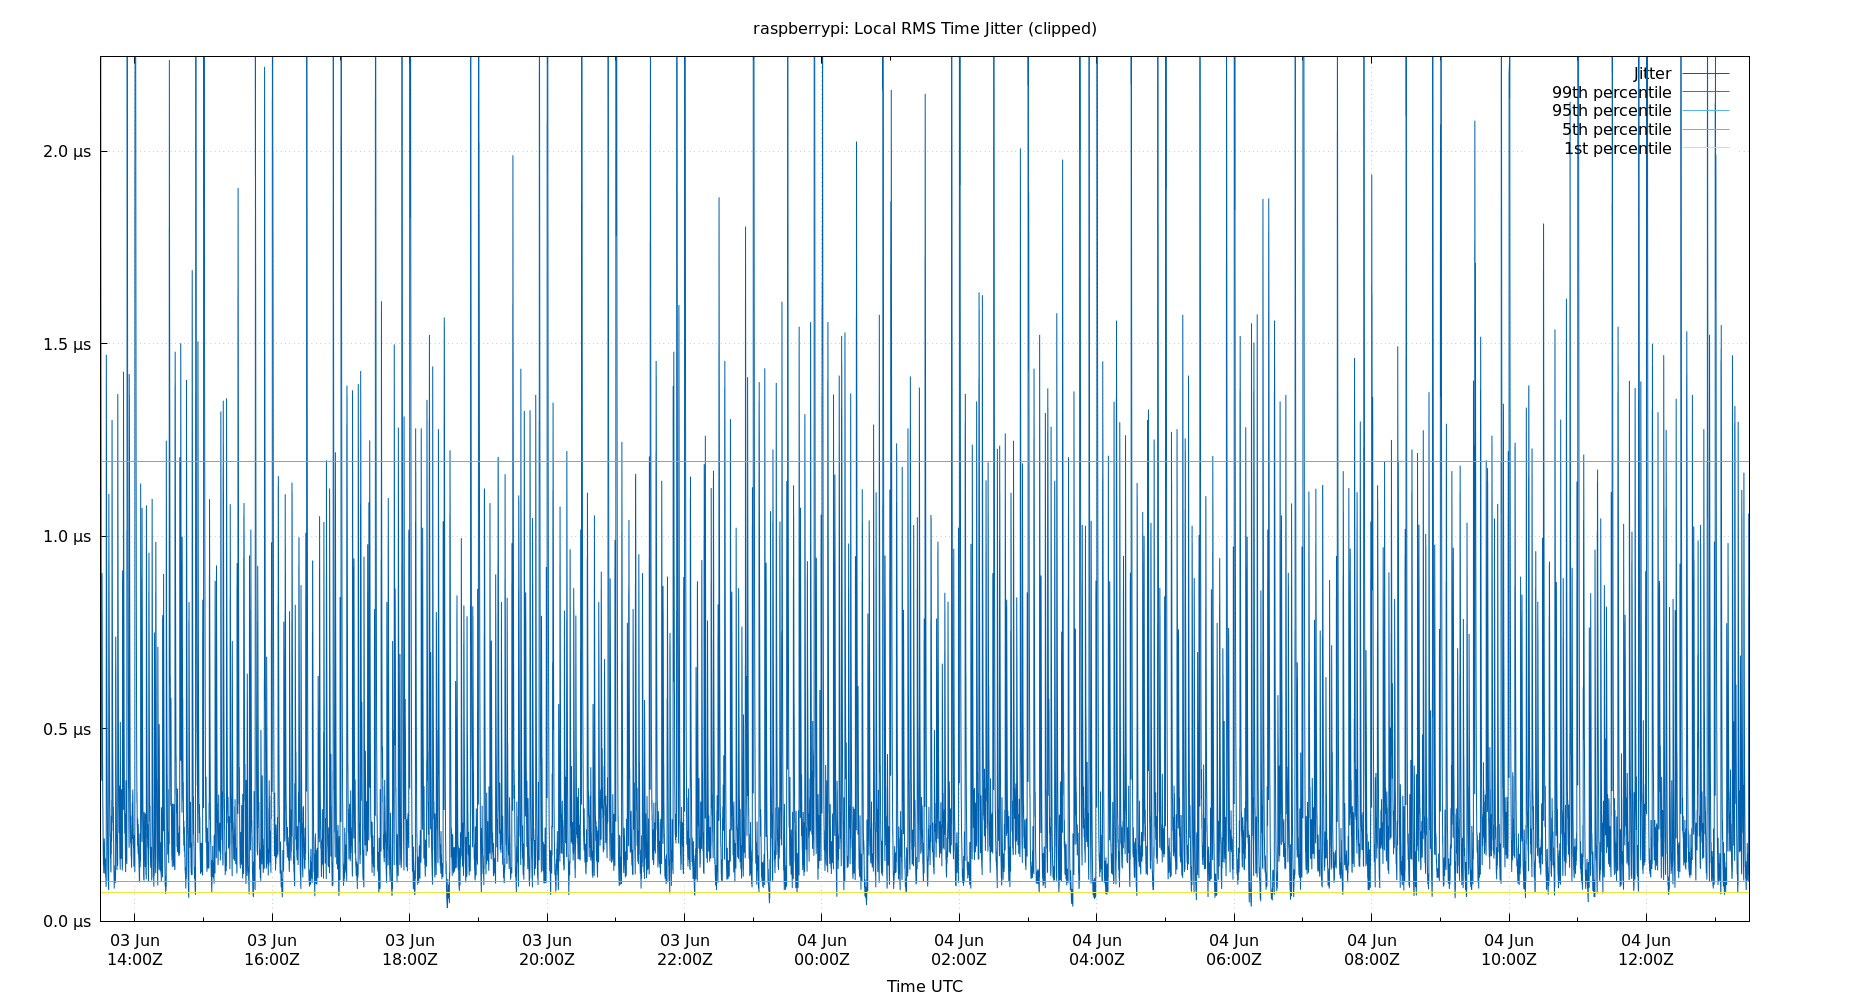 raspberrypi: Local RMS Time Jitter (clipped)
Jitter
99th percentile
95th percentile
5th percentile
1st percentile
2.0 µs
1.5 µs
1.0 µs
0.5 µs
0.0 µs
03 Jun 03 Jun 03 Jun 03 Jun 03 Jun 04 Jun 04 Jun 04 Jun 04 Jun 04 Jun 04 Jun 04 Jun
14:00Z 16:00Z 18:00Z 20:00Z 22:00Z 00:00Z 02:00Z 04:00Z 06:00Z 08:00Z 10:00Z 12:00Z
Time UTC